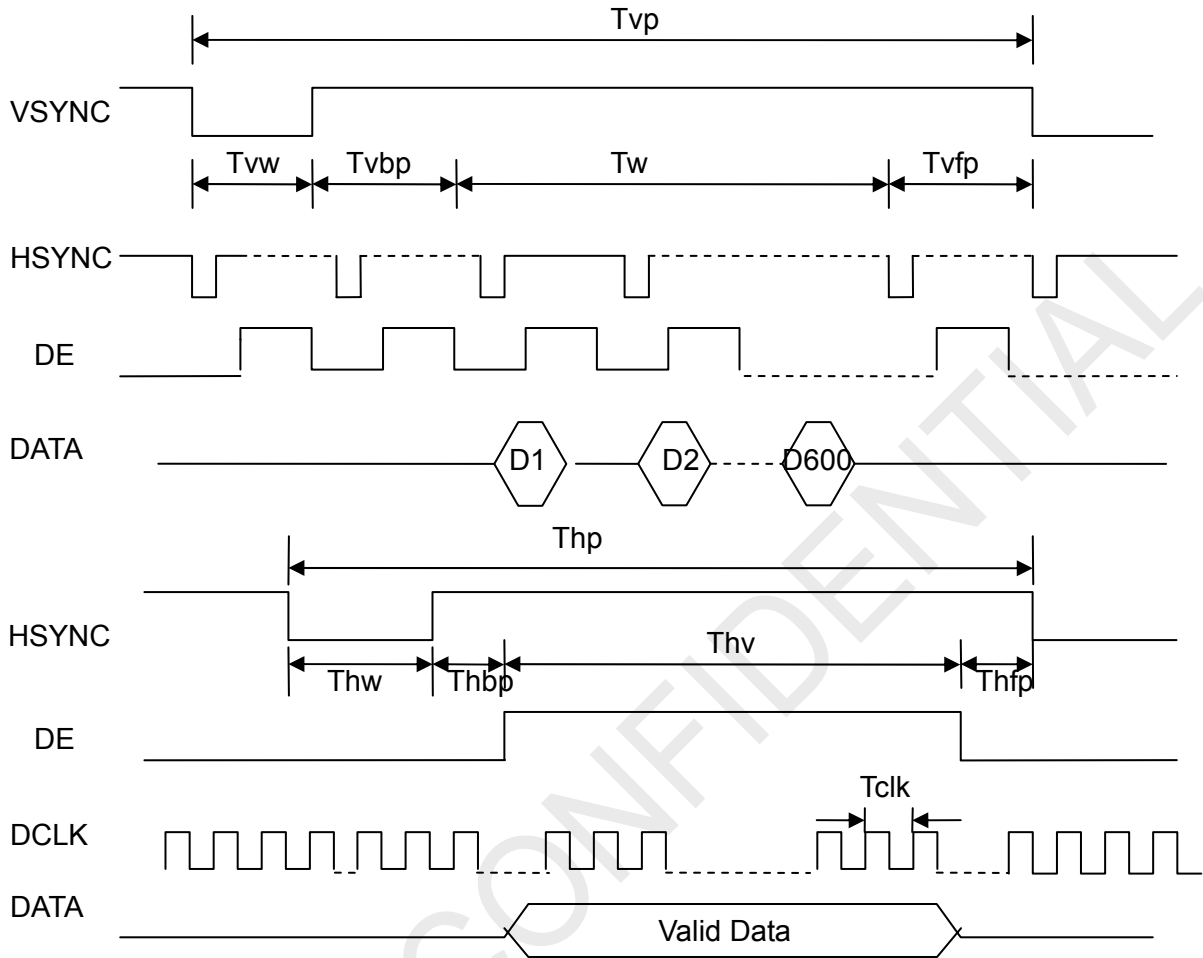 Tvp
VSYNC
Tvw Tvbp Tw Tvfp
HSYNC
DE
DATA
D1 D2 D600
Thp
HSYNC
Thw Thbp Thv Thfp
DE
Tclk
DCLK
DATA
Valid Data
CONFIDENTIAL